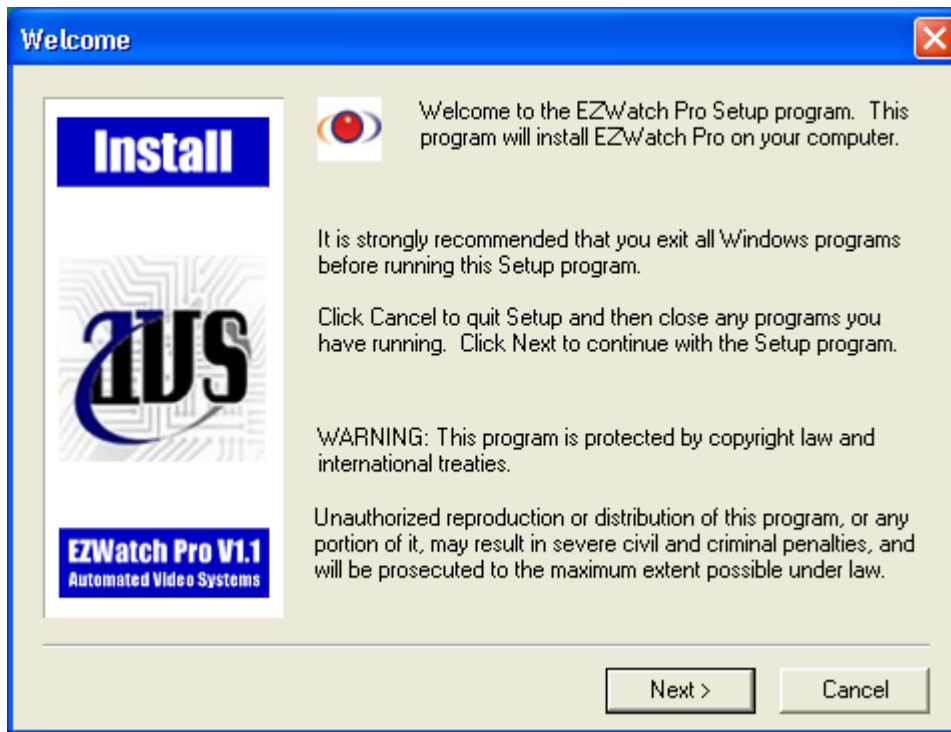 Welcome
Install
AVS
EZWatch Pro V1.1
Automated Video Systems
Welcome to the EZWatch Pro Setup program.  This
program will install EZWatch Pro on your computer.
It is strongly recommended that you exit all Windows programs
before running this Setup program.
Click Cancel to quit Setup and then close any programs you
have running.  Click Next to continue with the Setup program.
WARNING: This program is protected by copyright law and
international treaties.
Unauthorized reproduction or distribution of this program, or any
portion of it, may result in severe civil and criminal penalties, and
will be prosecuted to the maximum extent possible under law.
Next >
Cancel